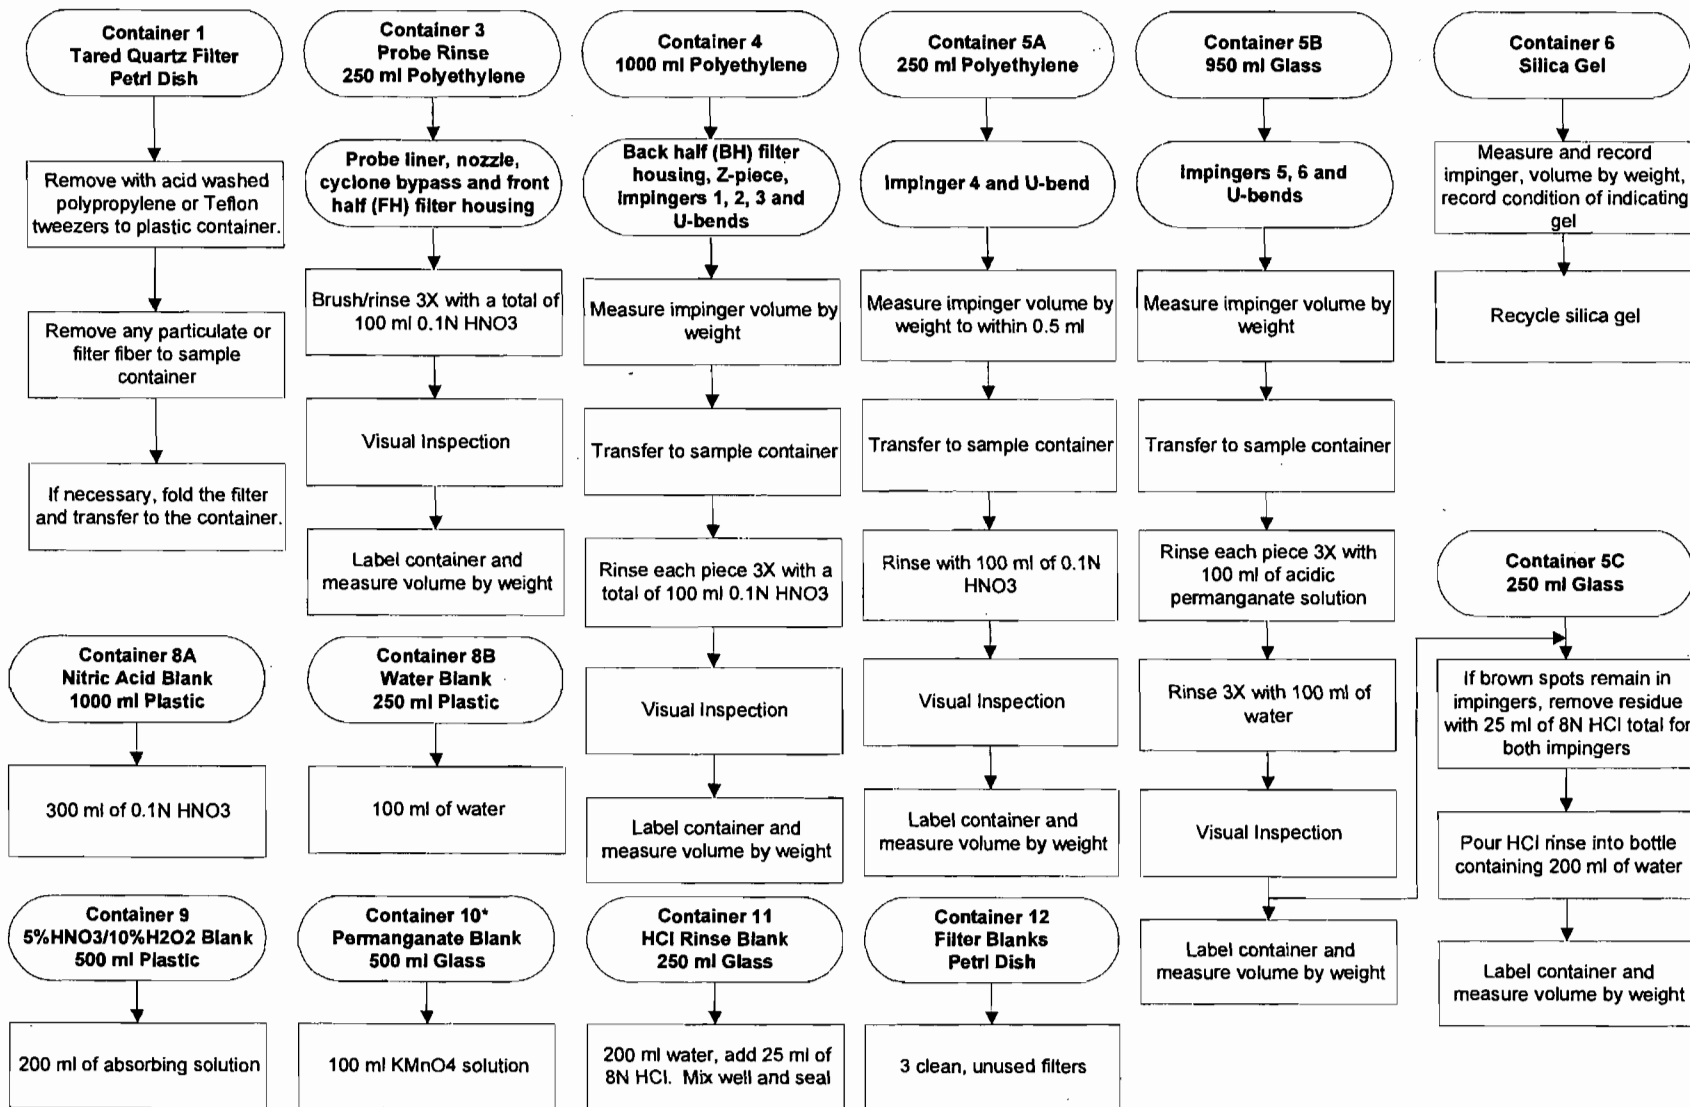 Container 1
Tared Quartz Filter
Petri Dish
Remove with acid washed
polypropylene or Teflon
tweezers to plastic container.
Remove any particulate or
filter fiber to sample
container
If necessary, fold the filter
and transfer to the container.
Container 3
Probe Rinse
250 ml Polyethylene
Probe liner, nozzle,
cyclone bypass and front
half (FH) filter housing
Brush/rinse 3X with a total of
100 ml 0.1N HNO3
Visual Inspection
Label container and
measure volume by weight
Container 4
1000 ml Polyethylene
Back half (BH) filter
housing, Z-piece,
Impingers 1, 2, 3 and
U-bends
Measure impinger volume by
weight
Transfer to sample container
Rinse each piece 3X with a
total of 100 ml 0.1N HNO3
Visual Inspection
Label container and
measure volume by weight
Container 5A
250 ml Polyethylene
Impinger 4 and U-bend
Measure impinger volume by
weight to within 0.5 ml
Transfer to sample container
Rinse with 100 ml of 0.1N
HNO3
Visual Inspection
Label container and
measure volume by weight
Container 5B
950 ml Glass
Impingers 5, 6 and
U-bends
Measure impinger volume by
weight
Transfer to sample container
Rinse each piece 3X with
100 ml of acidic
permanganate solution
Rinse 3X with 100 ml of
water
Visual Inspection
Label container and
measure volume by weight
Container 6
Silica Gel
Measure and record
impinger, volume by weight,
record condition of indicating
gel
Recycle silica gel
Container 5C
250 ml Glass
If brown spots remain in
impingers, remove residue
with 25 ml of 8N HCl total for
both impingers
Pour HCl rinse into bottle
containing 200 ml of water
Label container and
measure volume by weight
Container 8A
Nitric Acid Blank
1000 ml Plastic
300 ml of 0.1N HNO3
Container 8B
Water Blank
250 ml Plastic
100 ml of water
Container 9
5%HNO3/10%H2O2 Blank
500 ml Plastic
200 ml of absorbing solution
Container 10*
Permanganate Blank
500 ml Glass
100 ml KMnO4 solution
Container 11
HCl Rinse Blank
250 ml Glass
200 ml water, add 25 ml of
8N HCl. Mix well and seal
Container 12
Filter Blanks
Petri Dish
3 clean, unused filters